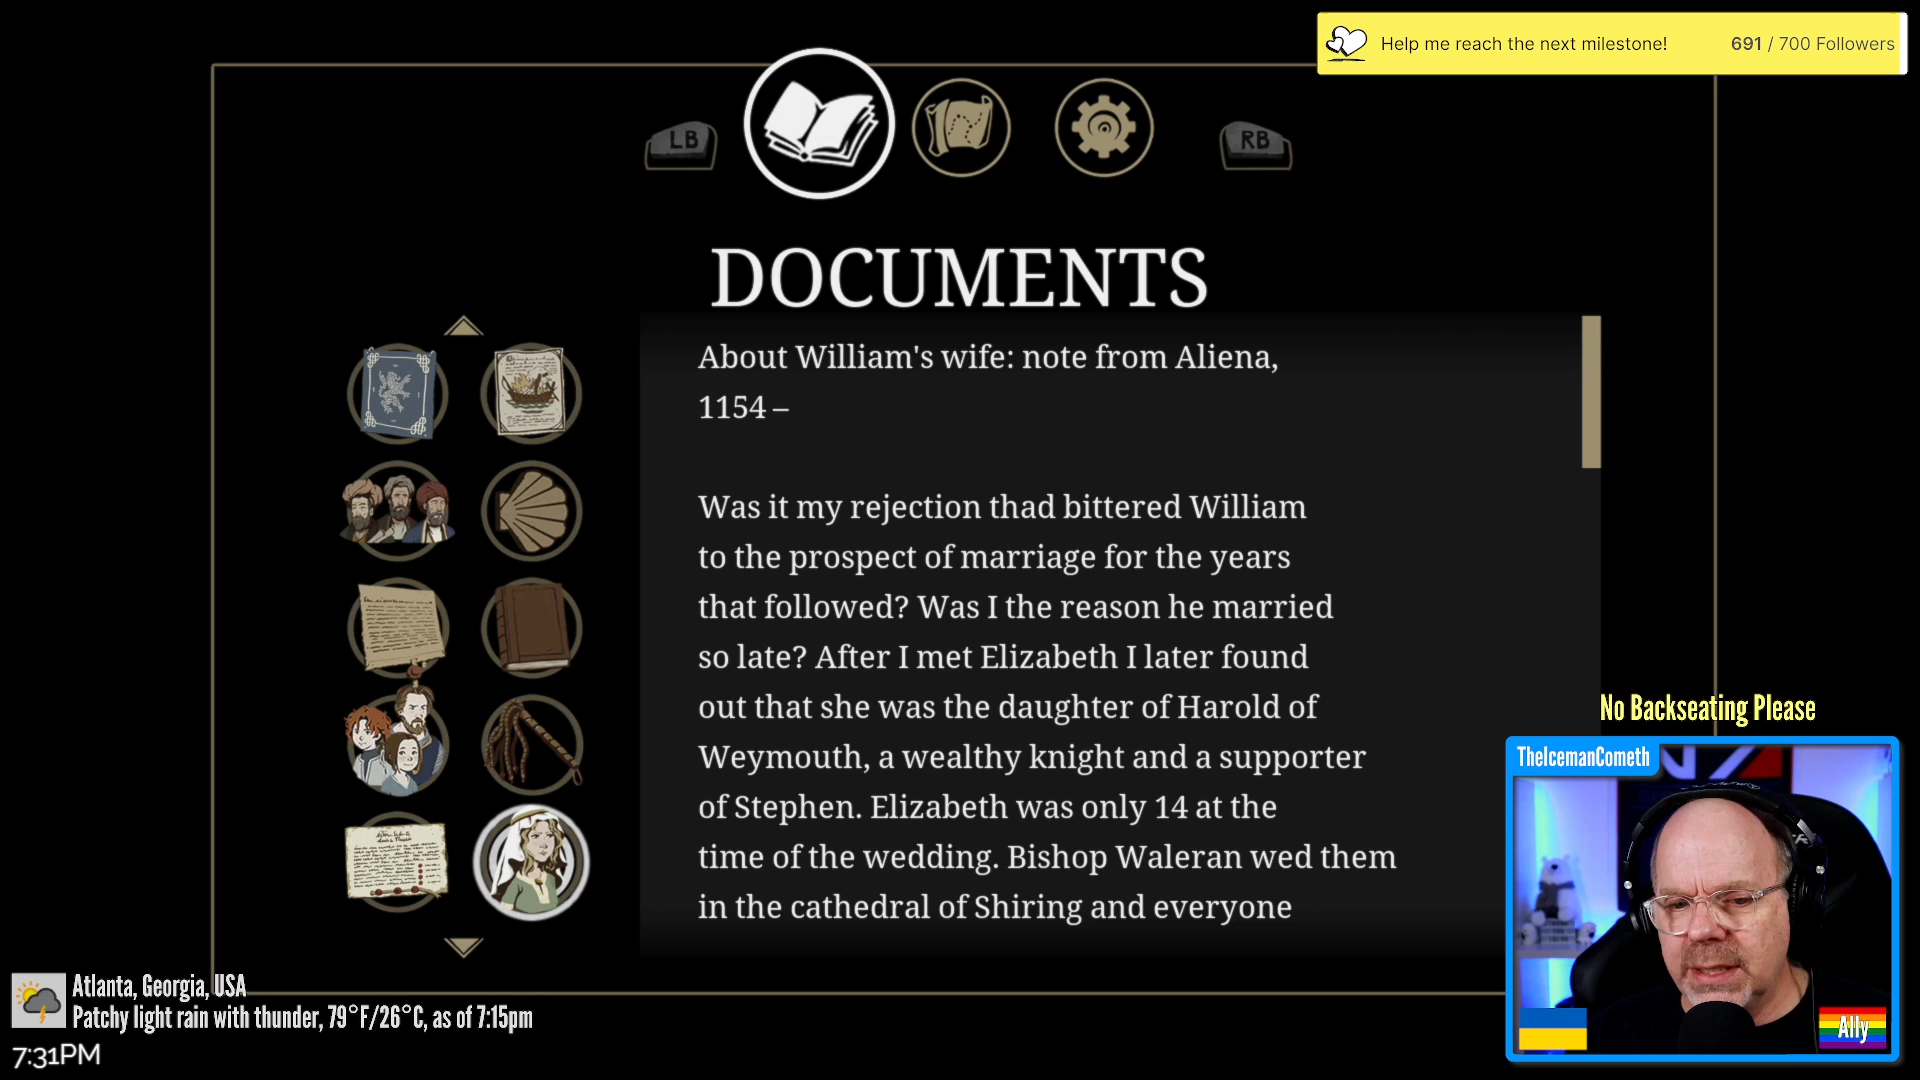 Help me reach the next milestone! 691 / 700 Followers
LB
RB
DOCUMENTS
About William's wife: note from Aliena,
1154 –
Was it my rejection thad bittered William
to the prospect of marriage for the years
that followed? Was I the reason he married
so late? After I met Elizabeth I later found
out that she was the daughter of Harold of
Weymouth, a wealthy knight and a supporter
of Stephen. Elizabeth was only 14 at the
time of the wedding. Bishop Waleran wed them
in the cathedral of Shiring and everyone
No Backseating Please
TheIcemanCometh
Ally
Atlanta, Georgia, USA
Patchy light rain with thunder, 79°F/26°C, as of 7:15pm
7:31PM